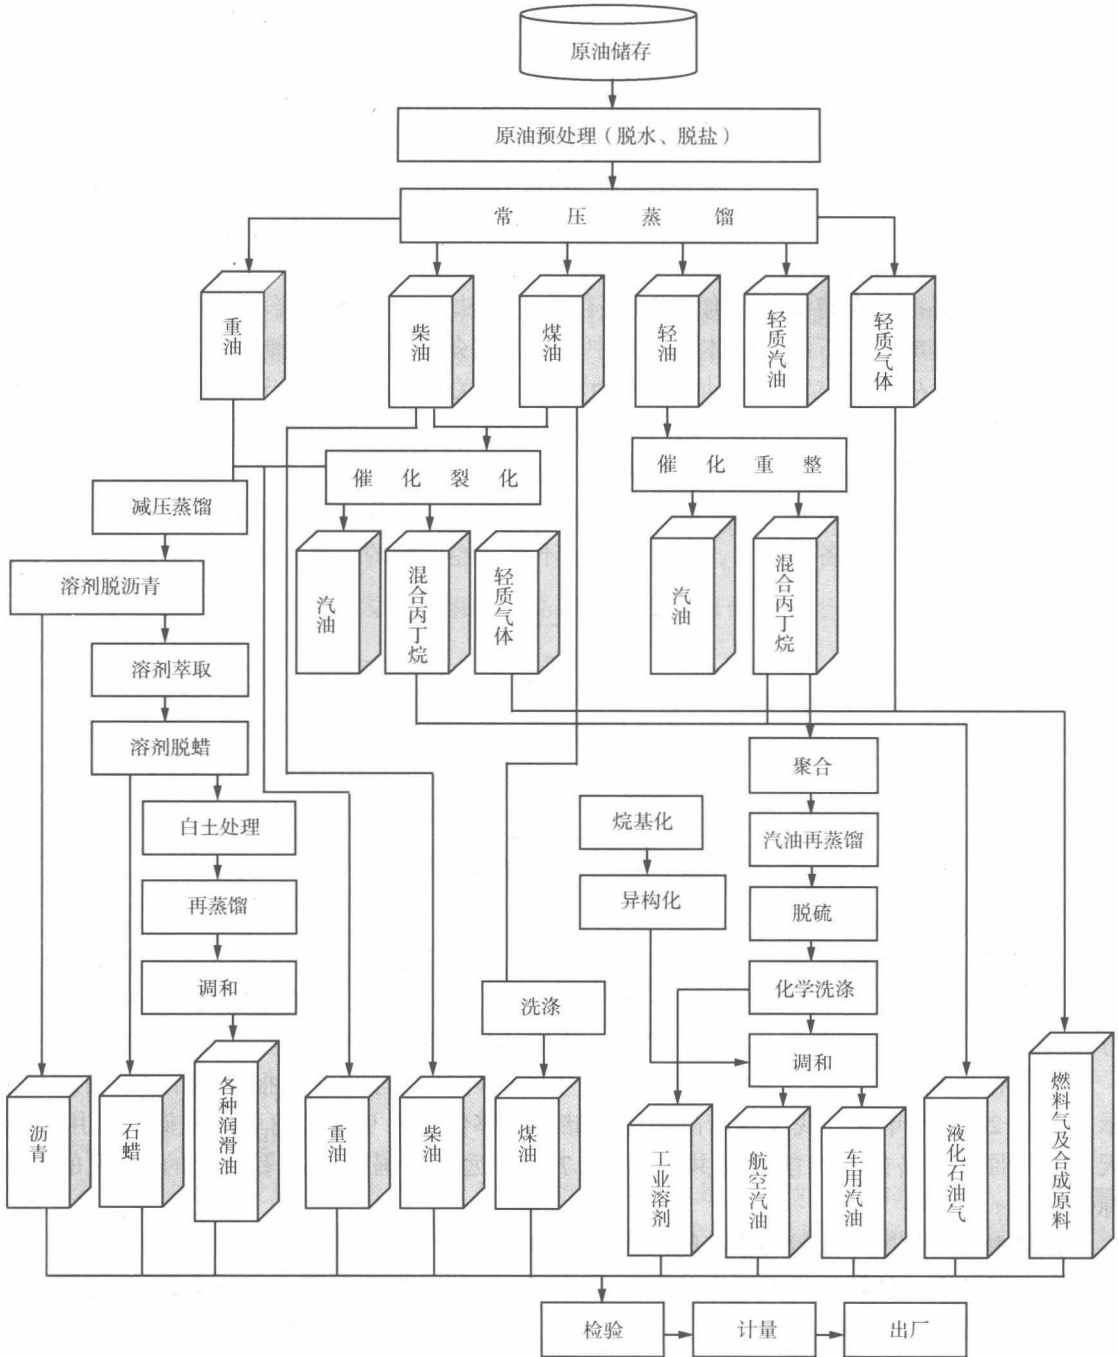 原油储存
原油预处理（脱水、脱盐）
常压蒸馏
重油
柴油
煤油
轻油
轻质汽油
轻质气体
催化裂化
催化重整
减压蒸馏
汽油
混合丙丁烷
轻质气体
汽油
混合丙丁烷
溶剂脱沥青
溶剂萃取
溶剂脱蜡
聚合
白土处理
烷基化
汽油再蒸馏
再蒸馏
异构化
脱硫
调和
洗涤
化学洗涤
调和
沥青
石蜡
各种润滑油
重油
柴油
煤油
工业溶剂
航空汽油
车用汽油
液化石油气
燃料气及合成原料
检验
计量
出厂